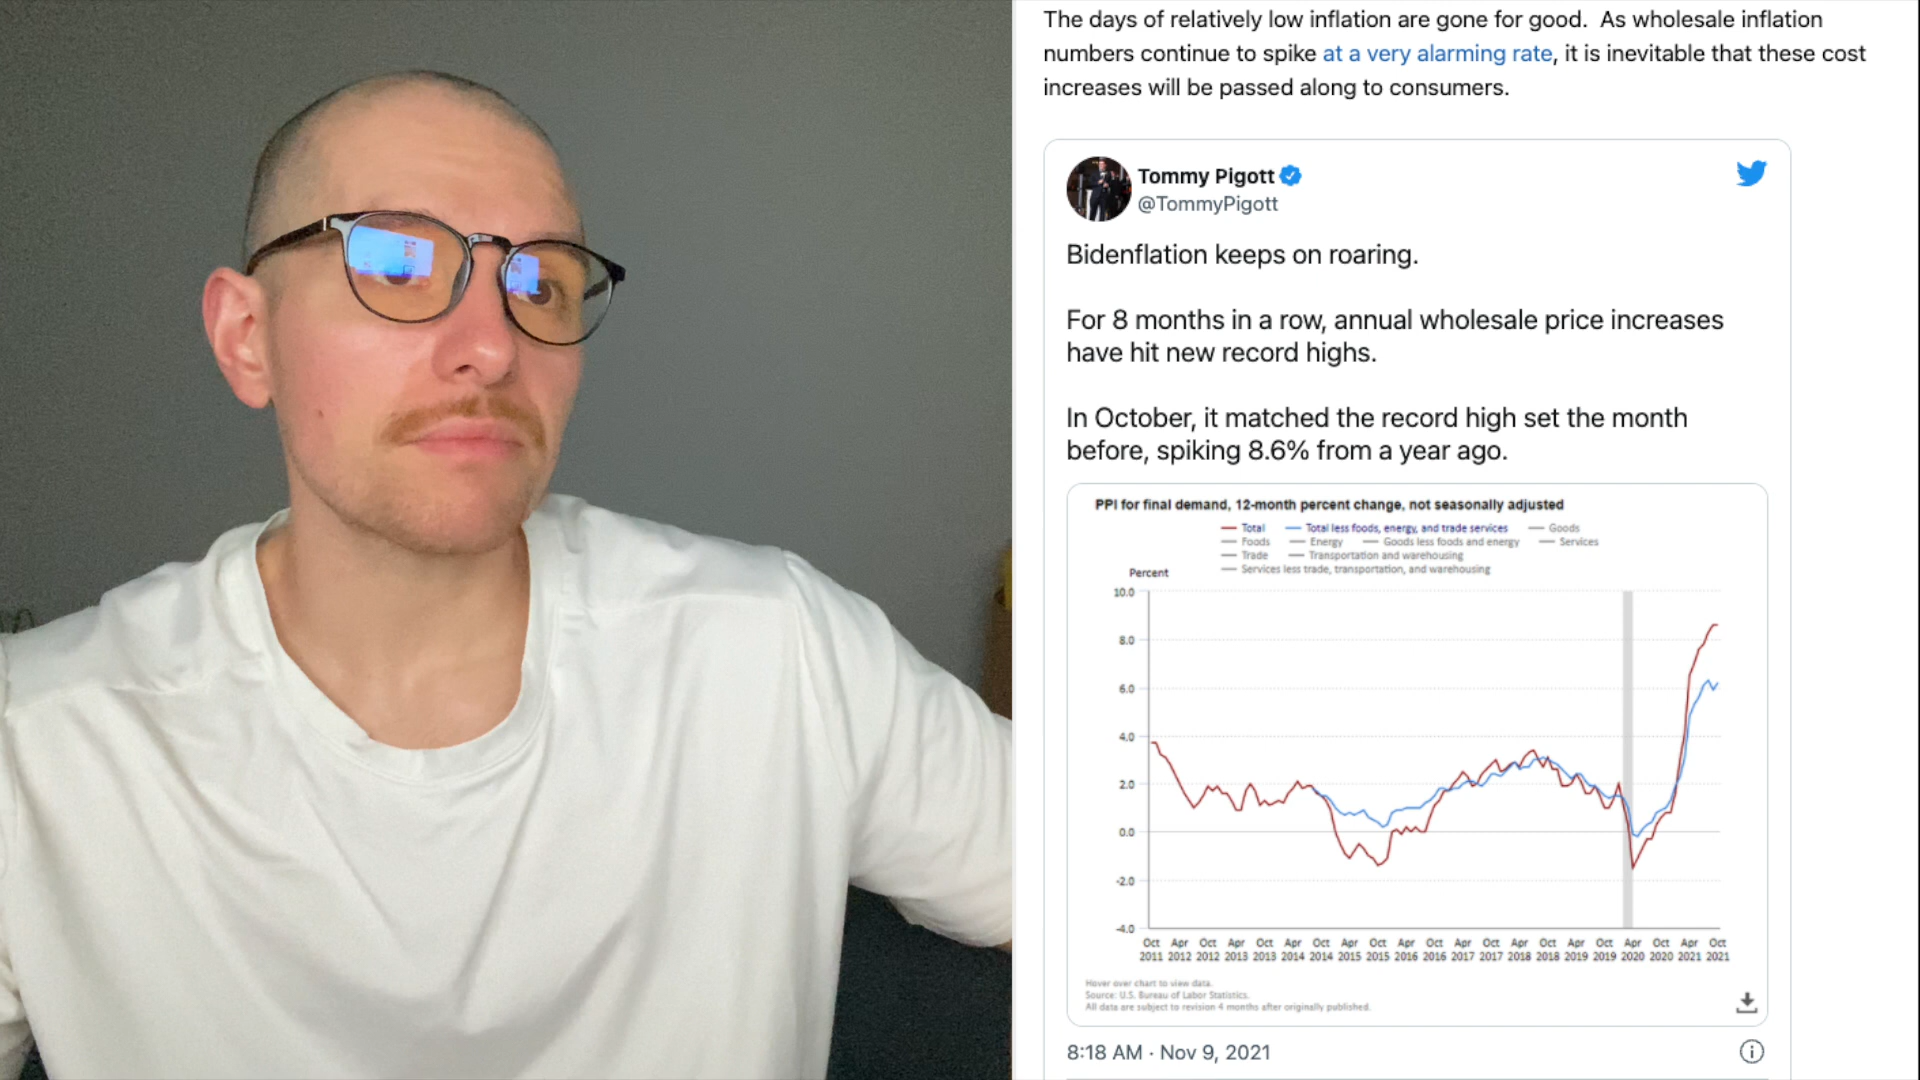 The days of relatively low inflation are gone for good. As wholesale inflation
numbers continue to spike at a very alarming rate, it is inevitable that these cost
increases will be passed along to consumers.
Tommy Pigott
@TommyPigott
Bidenflation keeps on roaring.
For 8 months in a row, annual wholesale price increases
have hit new record highs.
In October, it matched the record high set the month
before, spiking 8.6% from a year ago.
PPI for final demand, 12-month percent change, not seasonally adjusted
Total Total less foods, energy, and trade services Goods
Foods Energy Goods less foods and energy Services
Trade Transportation and warehousing
Services less trade, transportation, and warehousing
Percent
10.0
8.0
6.0
4.0
2.0
0.0
-2.0
-4.0
Oct Apr Oct Apr Oct Apr Oct Apr Oct Apr Oct Apr Oct Apr Oct Apr Oct Apr Oct Apr Oct
2011 2012 2012 2013 2013 2014 2014 2015 2015 2016 2016 2017 2017 2018 2018 2019 2019 2020 2020 2021 2021
Hover over chart to view data.
Source: U.S. Bureau of Labor Statistics.
All data are subject to revision 4 months after originally published.
8:18 AM · Nov 9, 2021